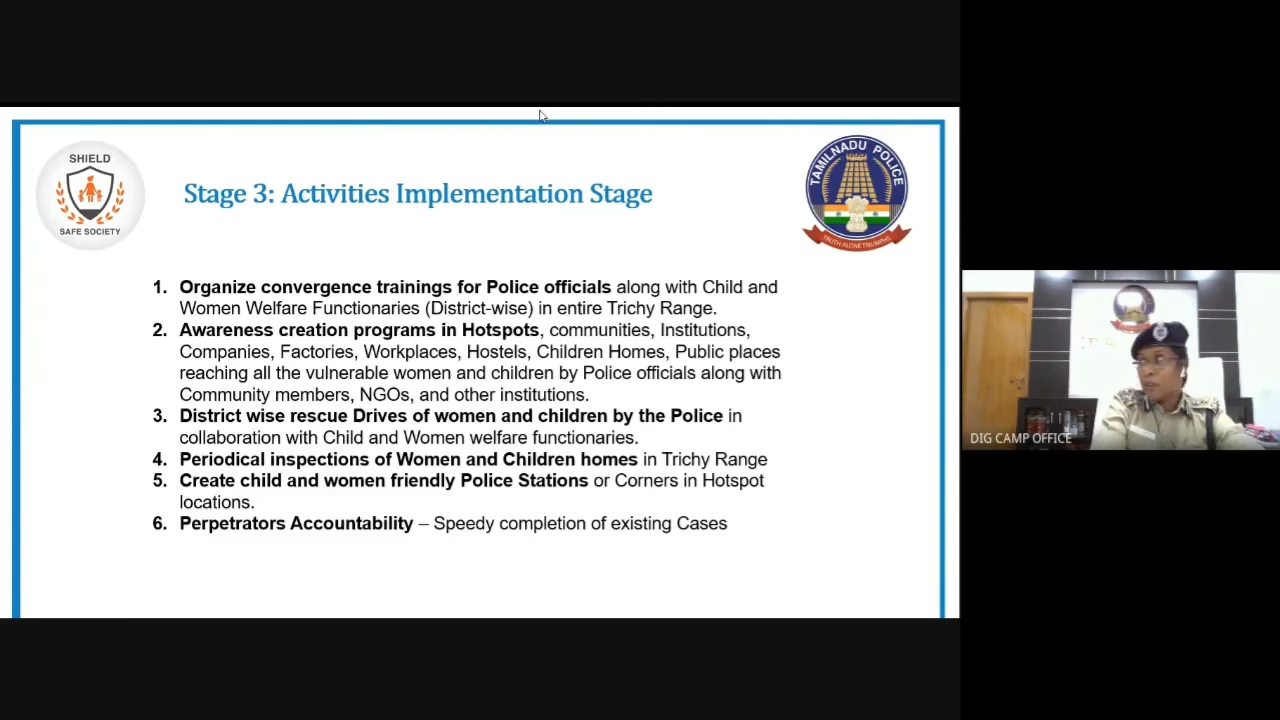 SHIELD
SAFE SOCIETY
Stage 3: Activities Implementation Stage
TAMILNADU POLICE
TRUTH ALONE TRIUMPHS
1. Organize convergence trainings for Police officials along with Child and
Women Welfare Functionaries (District-wise) in entire Trichy Range.
2. Awareness creation programs in Hotspots, communities, Institutions,
Companies, Factories, Workplaces, Hostels, Children Homes, Public places
reaching all the vulnerable women and children by Police officials along with
Community members, NGOs, and other institutions.
3. District wise rescue Drives of women and children by the Police in
collaboration with Child and Women welfare functionaries.
4. Periodical inspections of Women and Children homes in Trichy Range
5. Create child and women friendly Police Stations or Corners in Hotspot
locations.
6. Perpetrators Accountability – Speedy completion of existing Cases
DIG CAMP OFFICE